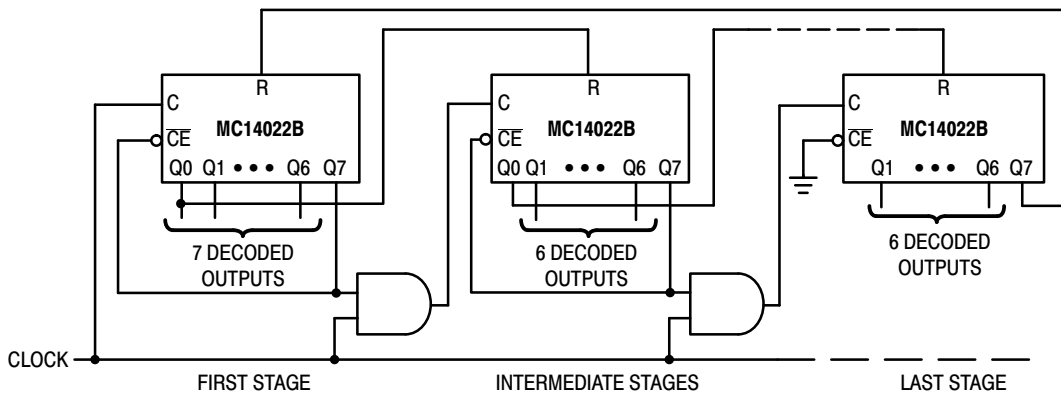 R
C
MC14022B
CE
Q0 Q1 ••• Q6 Q7
7 DECODED
OUTPUTS
R
C
MC14022B
CE
Q0 Q1 ••• Q6 Q7
6 DECODED
OUTPUTS
R
C
MC14022B
CE
Q1 ••• Q6 Q7
6 DECODED
OUTPUTS
CLOCK
FIRST STAGE
INTERMEDIATE STAGES
LAST STAGE